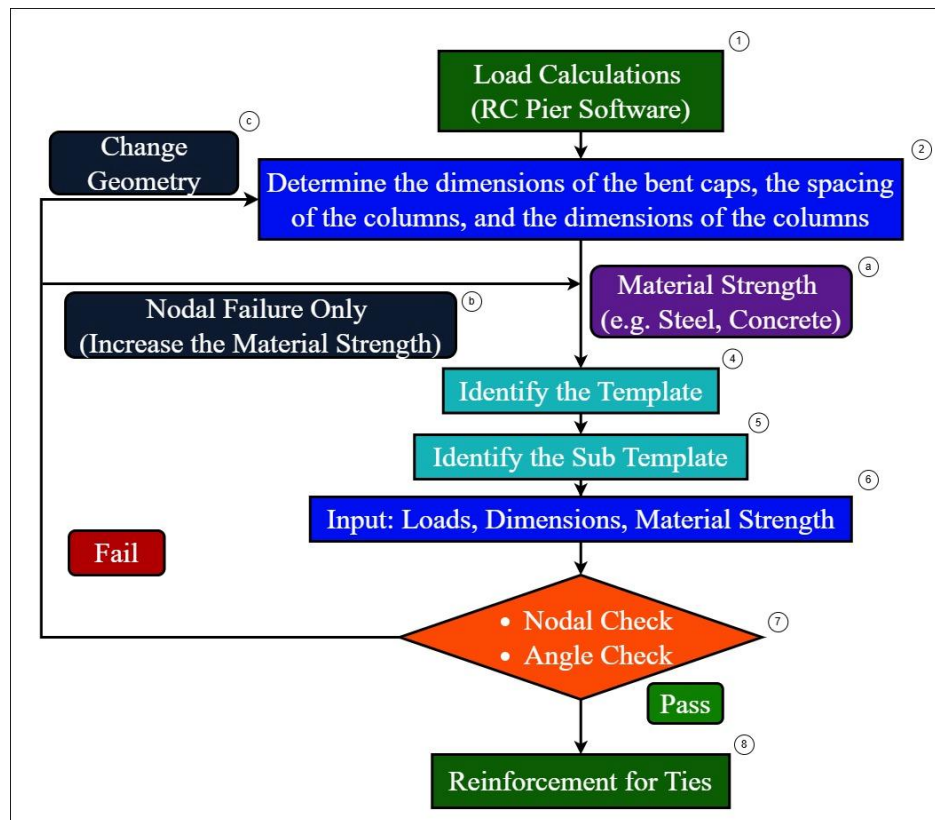 1
Load Calculations
(RC Pier Software)
c
Change
Geometry
2
Determine the dimensions of the bent caps, the spacing
of the columns, and the dimensions of the columns
a
Material Strength
(e.g. Steel, Concrete)
b
Nodal Failure Only
(Increase the Material Strength)
4
Identify the Template
5
Identify the Sub Template
6
Input: Loads, Dimensions, Material Strength
Fail
7
• Nodal Check
• Angle Check
Pass
8
Reinforcement for Ties